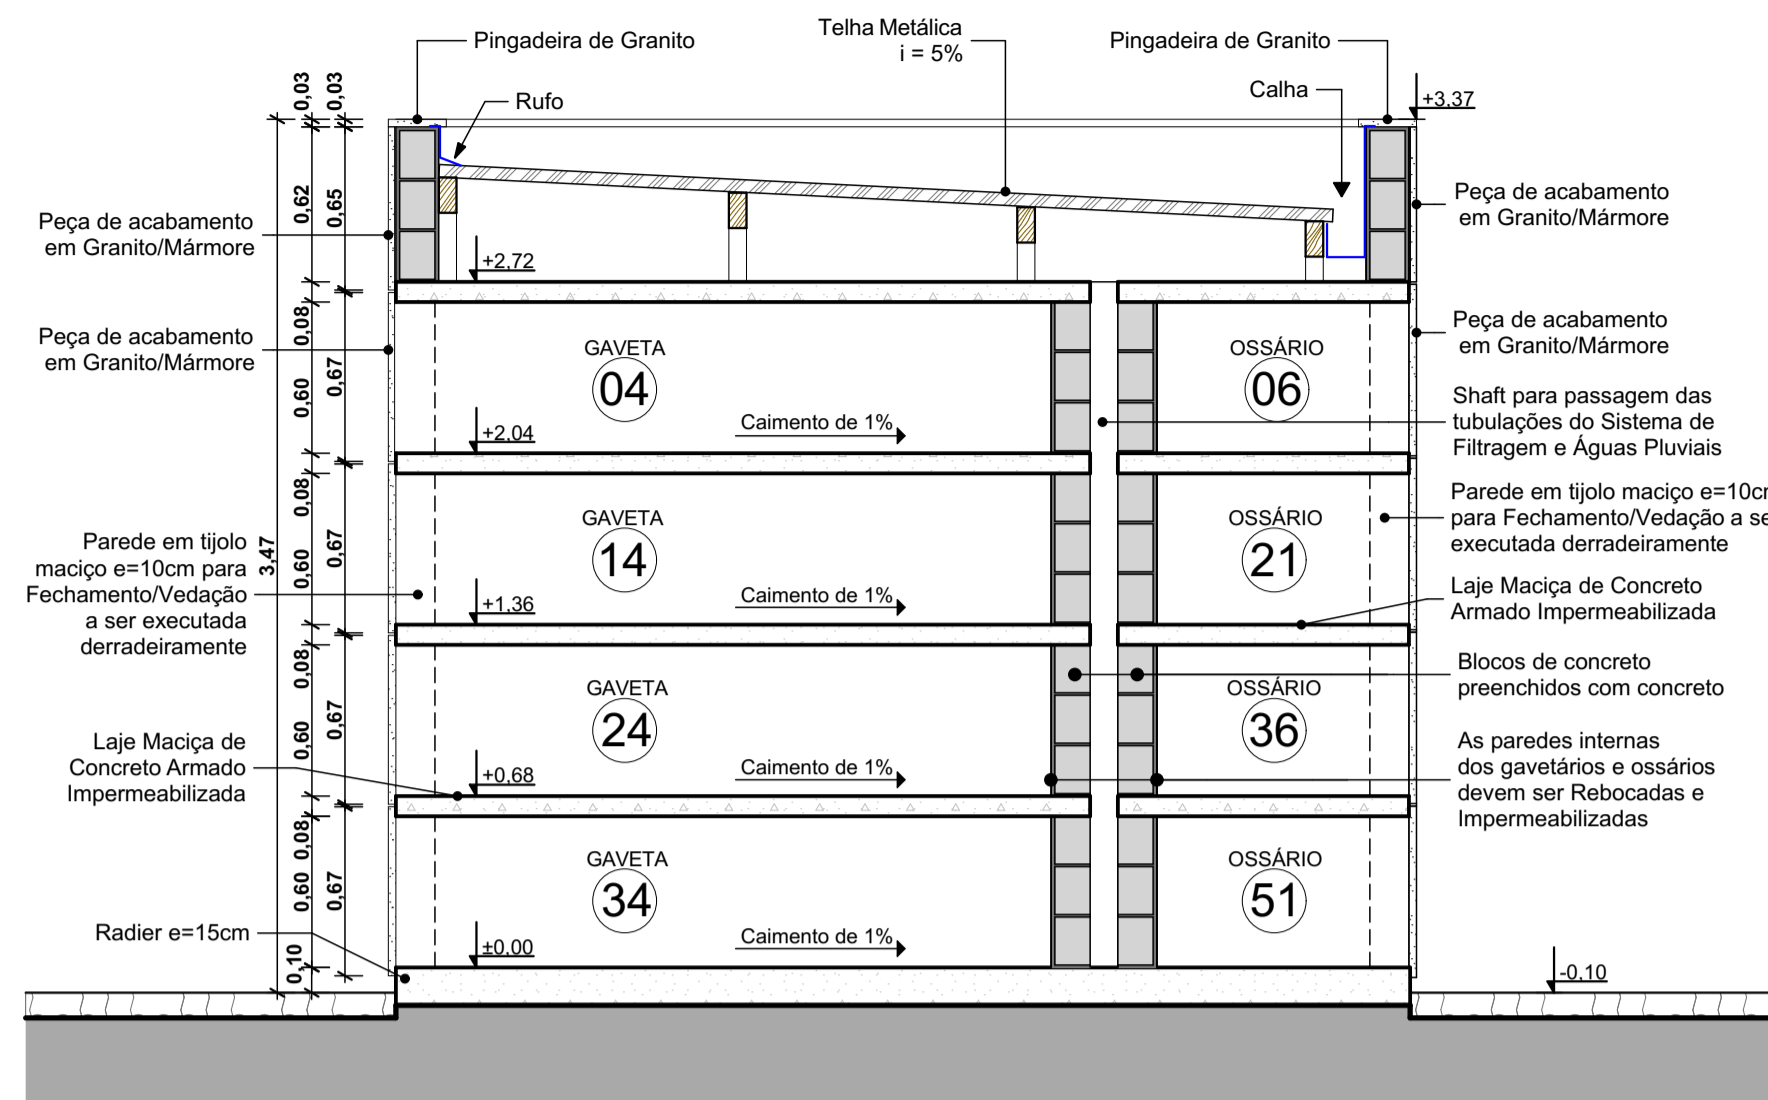 Pingadeira de Granito
Telha Metálica
i = 5%
Pingadeira de Granito
Calha
+3,37
Rufo
0,03
0,03
0,62
0,65
Peça de acabamento
em Granito/Mármore
Peça de acabamento
em Granito/Mármore
+2,72
0,08
0,60
0,67
Peça de acabamento
em Granito/Mármore
GAVETA
04
OSSÁRIO
06
Peça de acabamento
em Granito/Mármore
Caimento de 1%
+2,04
Shaft para passagem das
tubulações do Sistema de
Filtragem e Águas Pluviais
0,08
0,60
0,67
3,47
Parede em tijolo
maciço e=10cm para
Fechamento/Vedação
a ser executada
derradeiramente
GAVETA
14
OSSÁRIO
21
Parede em tijolo maciço e=10c
para Fechamento/Vedação a se
executada derradeiramente
Caimento de 1%
+1,36
Laje Maciça de Concreto
Armado Impermeabilizada
0,08
0,60
0,67
GAVETA
24
OSSÁRIO
36
Blocos de concreto
preenchidos com concreto
Laje Maciça de
Concreto Armado
Impermeabilizada
Caimento de 1%
+0,68
As paredes internas
dos gavetários e ossários
devem ser Rebocadas e
Impermeabilizadas
0,08
0,60
0,67
GAVETA
34
OSSÁRIO
51
Radier e=15cm
Caimento de 1%
±0,00
0,10
-0,10